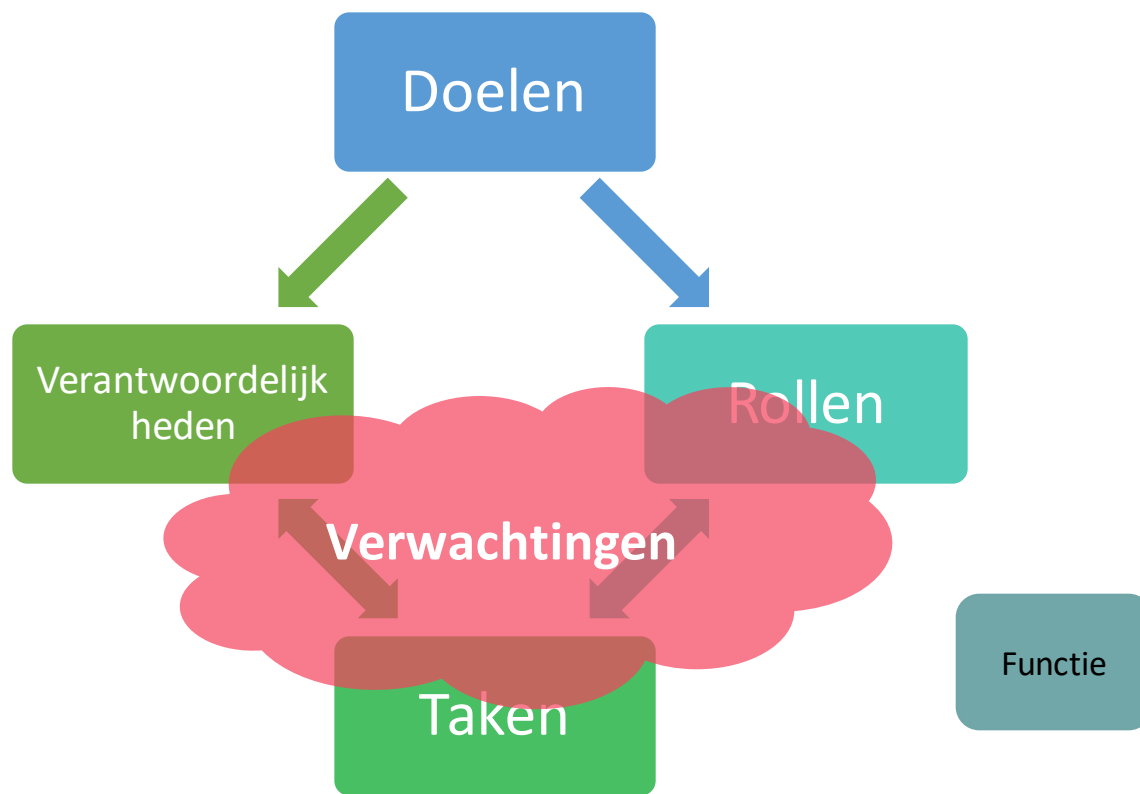 Doelen
Verantwoordelijk
heden
Rollen
Verwachtingen
Functie
Taken